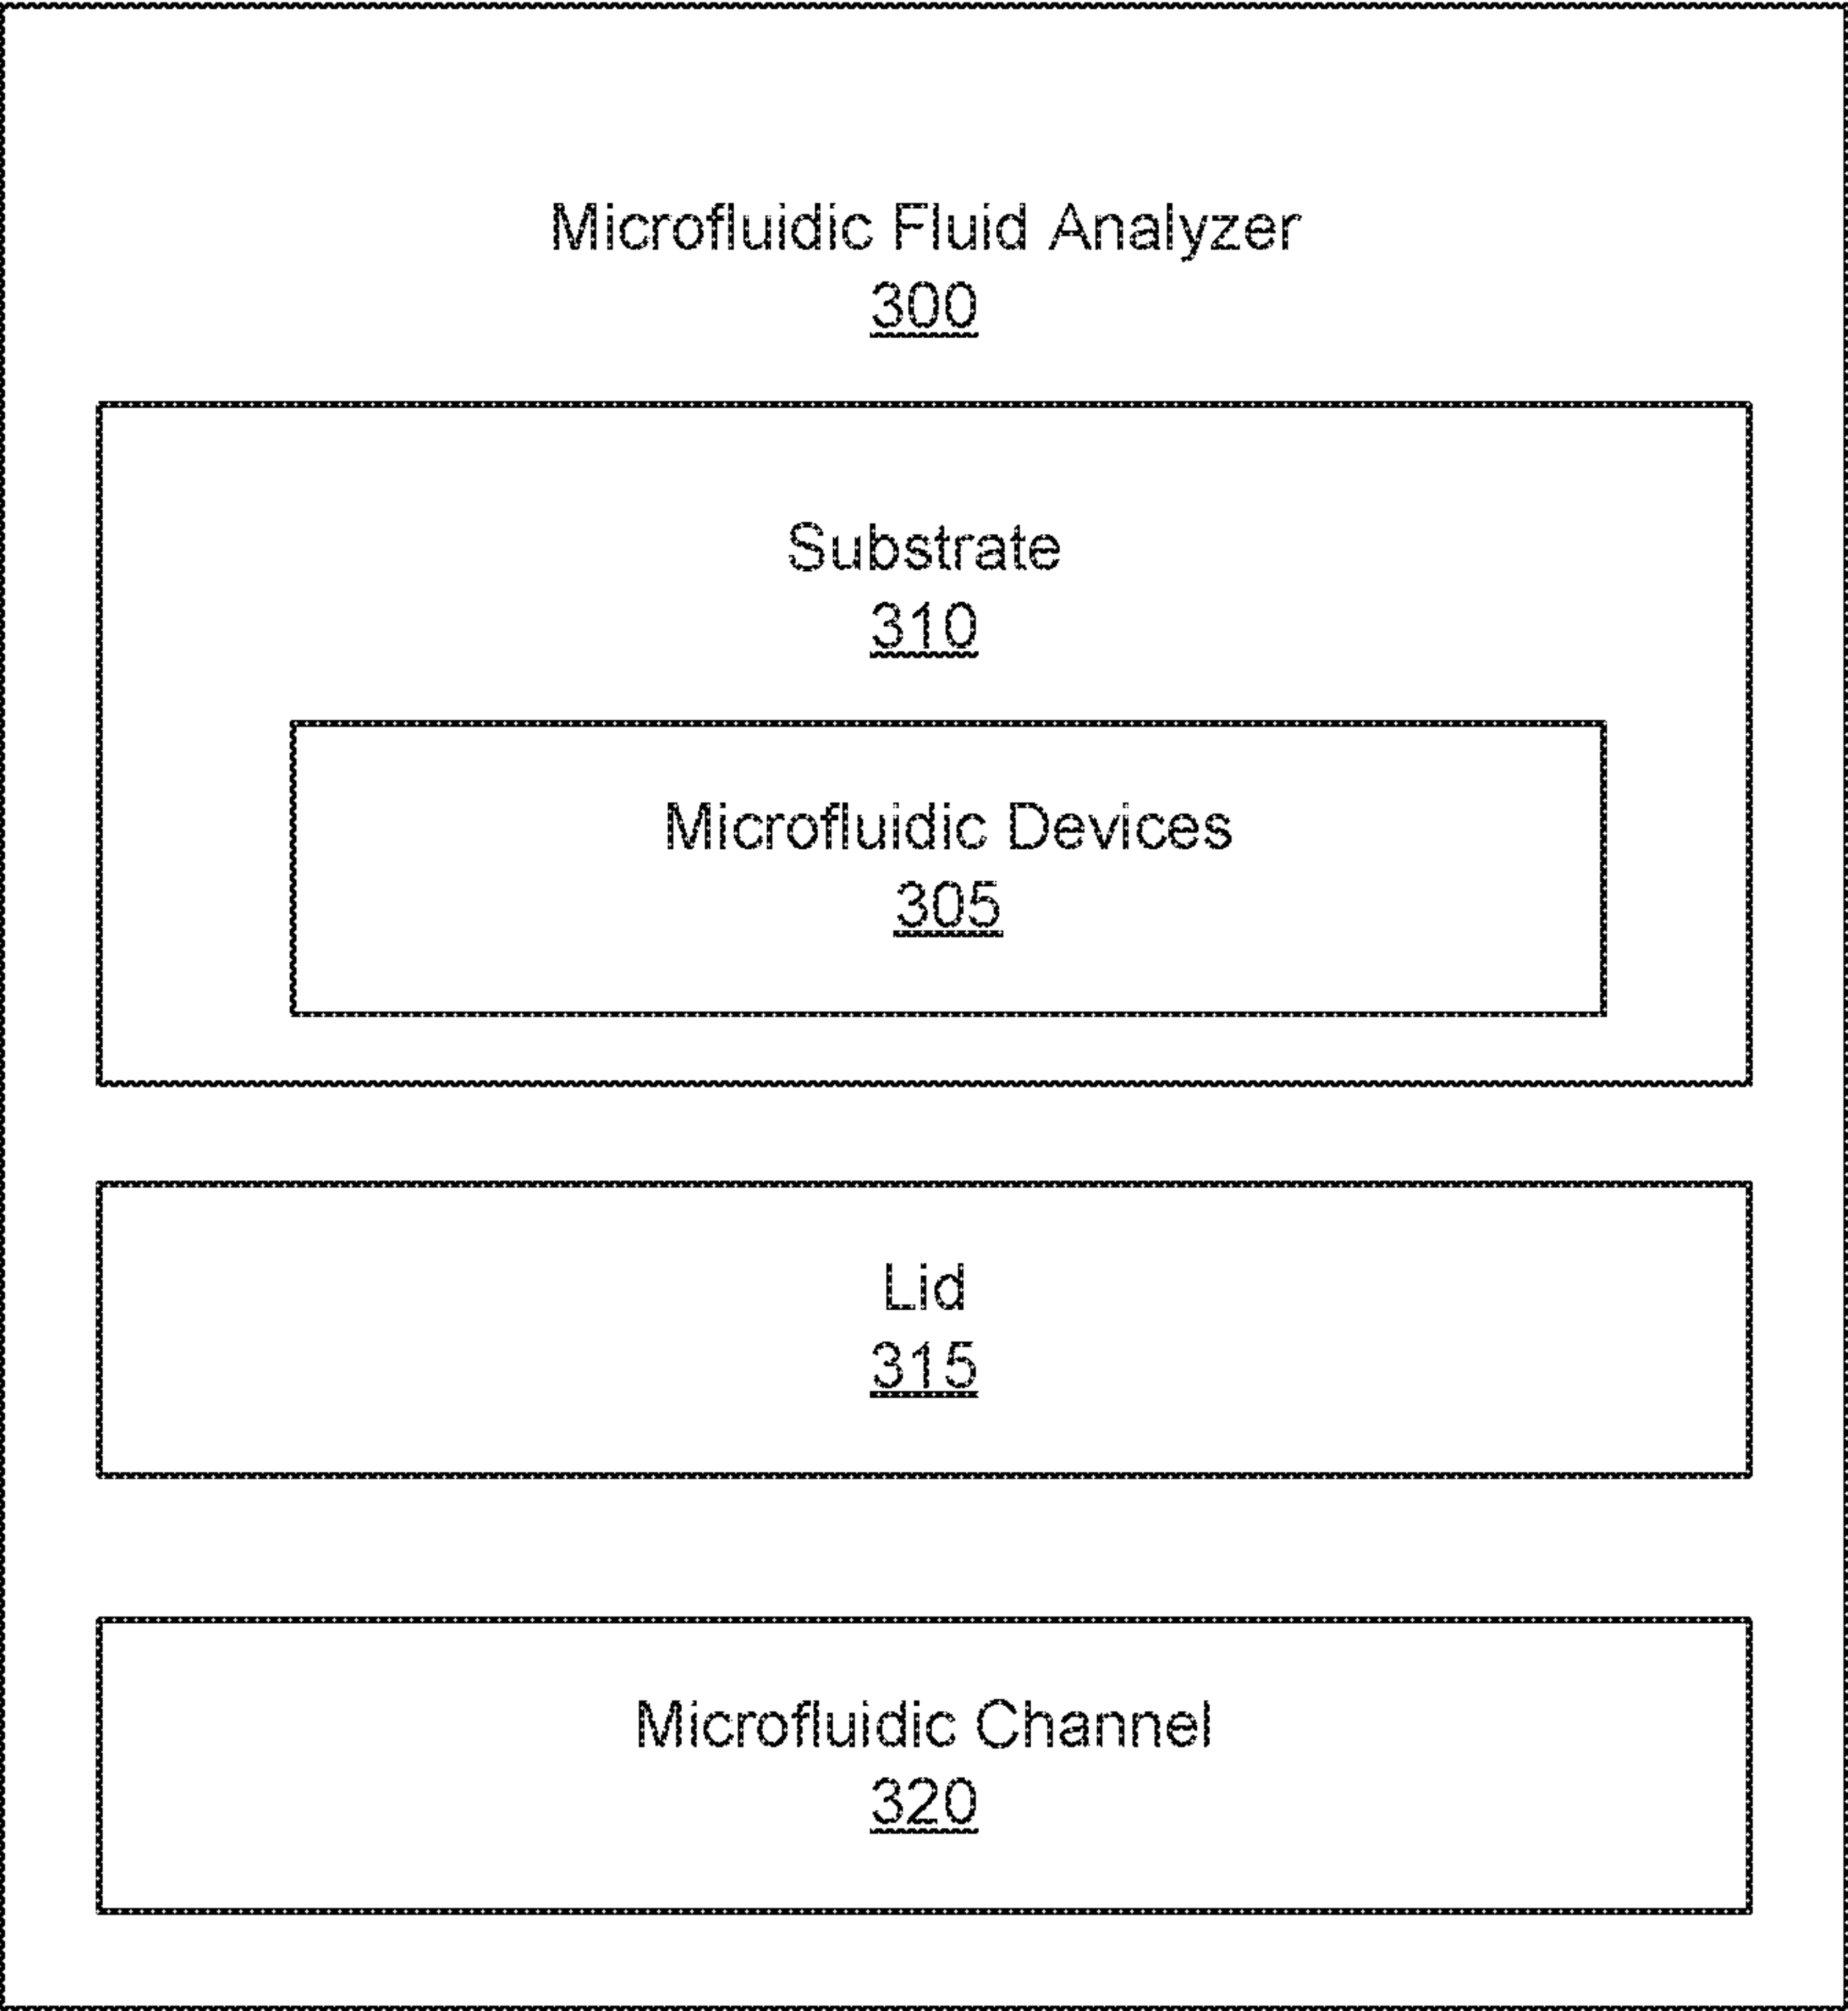 Microfluidic Fluid Analyzer
300
Substrate
310
Microfluidic Devices
305
Lid
315
Microfluidic Channel
320